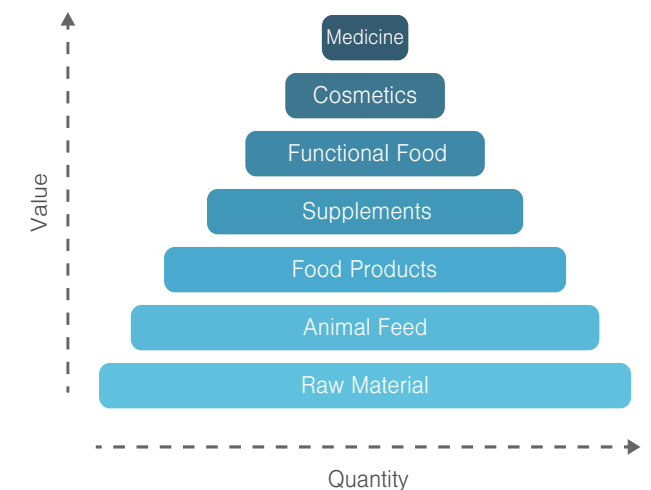 Medicine
Cosmetics
Functional Food
Supplements
Food Products
Animal Feed
Raw Material
Value
Quantity